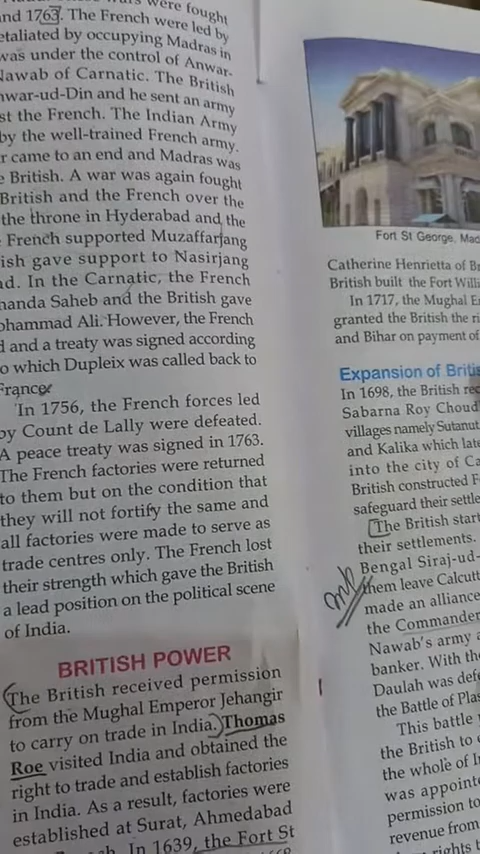 were fought
and 1763. The French were led by
etaliated by occupying Madras in
was under the control of Anwar-
Nawab of Carnatic. The British
nwar-ud-Din and he sent an army
st the French. The Indian Army
by the well-trained French army.
r came to an end and Madras was
e British. A war was again fought
British and the French over the
the throne in Hyderabad and the
French supported Muzaffarjang
ish gave support to Nasirjang
ad. In the Carnatic, the French
handa Saheb and the British gave
ohammad Ali. However, the French
d and a treaty was signed according
o which Dupleix was called back to
France.
In 1756, the French forces led
by Count de Lally were defeated.
A peace treaty was signed in 1763.
The French factories were returned
to them but on the condition that
they will not fortify the same and
all factories were made to serve as
trade centres only. The French lost
their strength which gave the British
a lead position on the political scene
of India.
BRITISH POWER
The British received permission
from the Mughal Emperor Jehangir
to carry on trade in India. Thomas
Roe visited India and obtained the
right to trade and establish factories
in India. As a result, factories were
established at Surat, Ahmedabad
In 1639, the Fort St
Fort St George, Mad
Catherine Henrietta of Br
British built the Fort Willi
In 1717, the Mughal E
granted the British the ri
and Bihar on payment of
Expansion of Britis
In 1698, the British rec
Sabarna Roy Choud
villages namely Sutanut
and Kalika which late
into the city of Ca
British constructed F
safeguard their settle
The British start
their settlements.
Bengal Siraj-ud-
them leave Calcutt
made an alliance
the Commander
Nawab's army a
banker. With the
Daulah was defe
the Battle of Plas
This battle
the British to
the whole of I
was appoint
permission to
revenue from
rights t